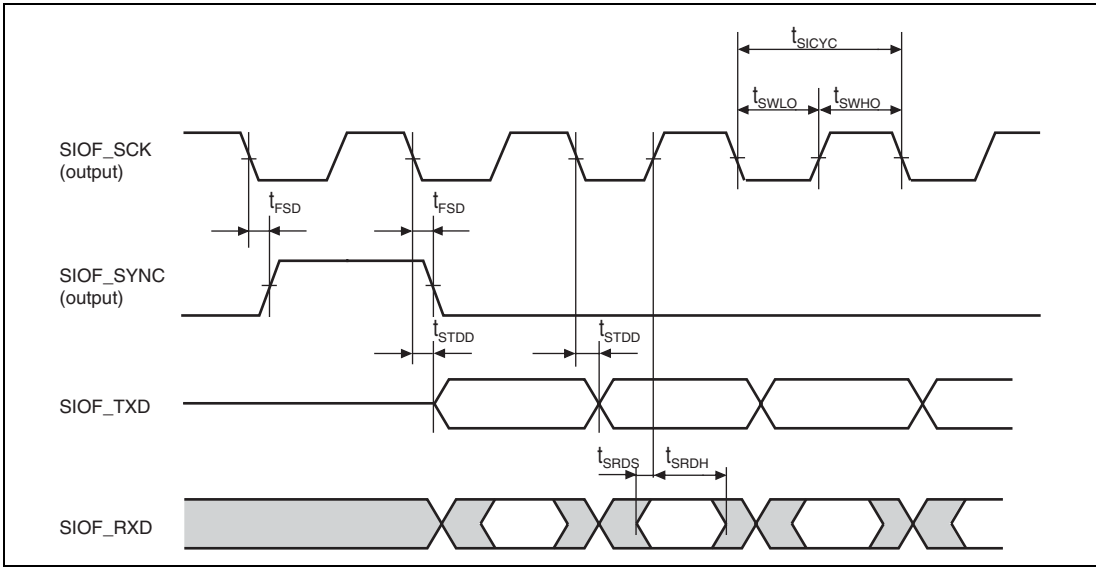 tSICYC
tSWLO tSWHO
SIOF_SCK
(output)
tFSD tFSD
SIOF_SYNC
(output)
tSTDD tSTDD
SIOF_TXD
tSRDS tSRDH
SIOF_RXD